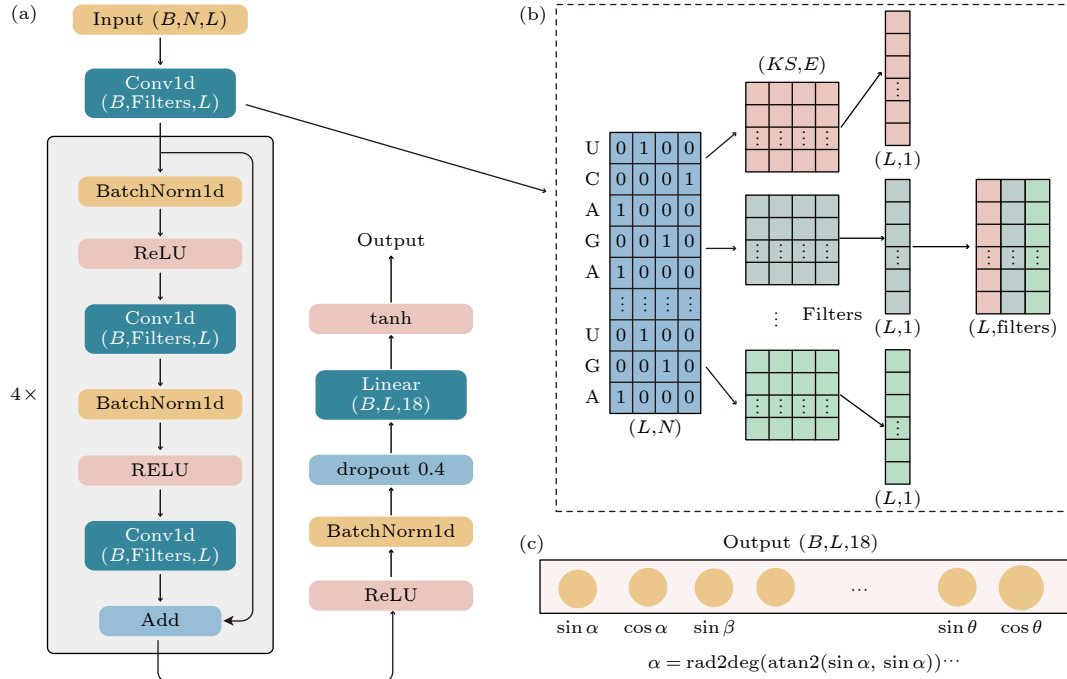 (a)
Input (B,N,L)
Conv1d
(B,Filters,L)
4×
BatchNorm1d
ReLU
Conv1d
(B,Filters,L)
BatchNorm1d
RELU
Conv1d
(B,Filters,L)
Add
Output
tanh
Linear
(B,L,18)
dropout 0.4
BatchNorm1d
ReLU
(b)
U 0 1 0 0
C 0 0 0 1
A 1 0 0 0
G 0 0 1 0
A 1 0 0 0
⋮ ⋮ ⋮ ⋮
U 0 1 0 0
G 0 0 1 0
A 1 0 0 0
(L,N)
(KS,E)
⋮ ⋮ ⋮ ⋮
⋮ ⋮ ⋮ ⋮
⋮ Filters
⋮ ⋮ ⋮ ⋮
⋮
(L,1)
⋮
(L,1)
⋮
(L,1)
⋮ ⋮ ⋮
(L,filters)
(c)
Output (B,L,18)
...
sin α cos α sin β sin θ cos θ
α = rad2deg(atan2(sin α, sin α))···